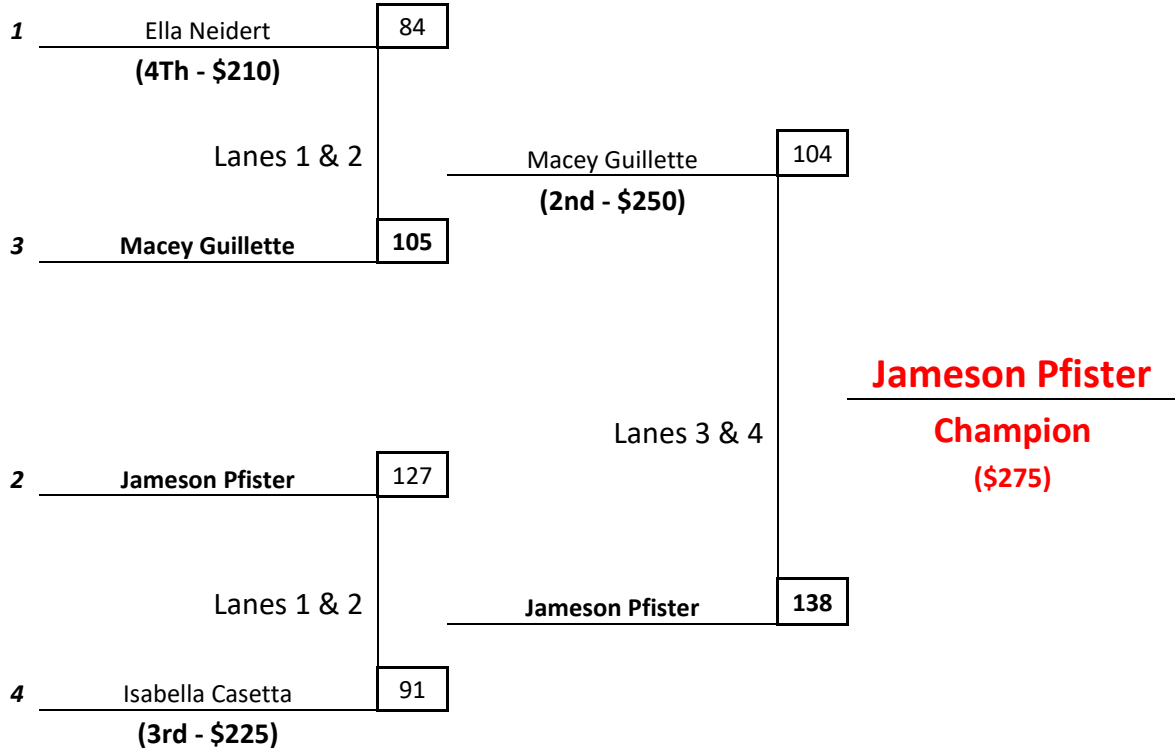 1 Ella Neidert 84
(4Th - $210)
Lanes 1 & 2
Macey Guillette 104
(2nd - $250)
3 Macey Guillette 105
Jameson Pfister
Champion
($275)
Lanes 3 & 4
2 Jameson Pfister 127
Lanes 1 & 2
Jameson Pfister 138
4 Isabella Casetta 91
(3rd - $225)